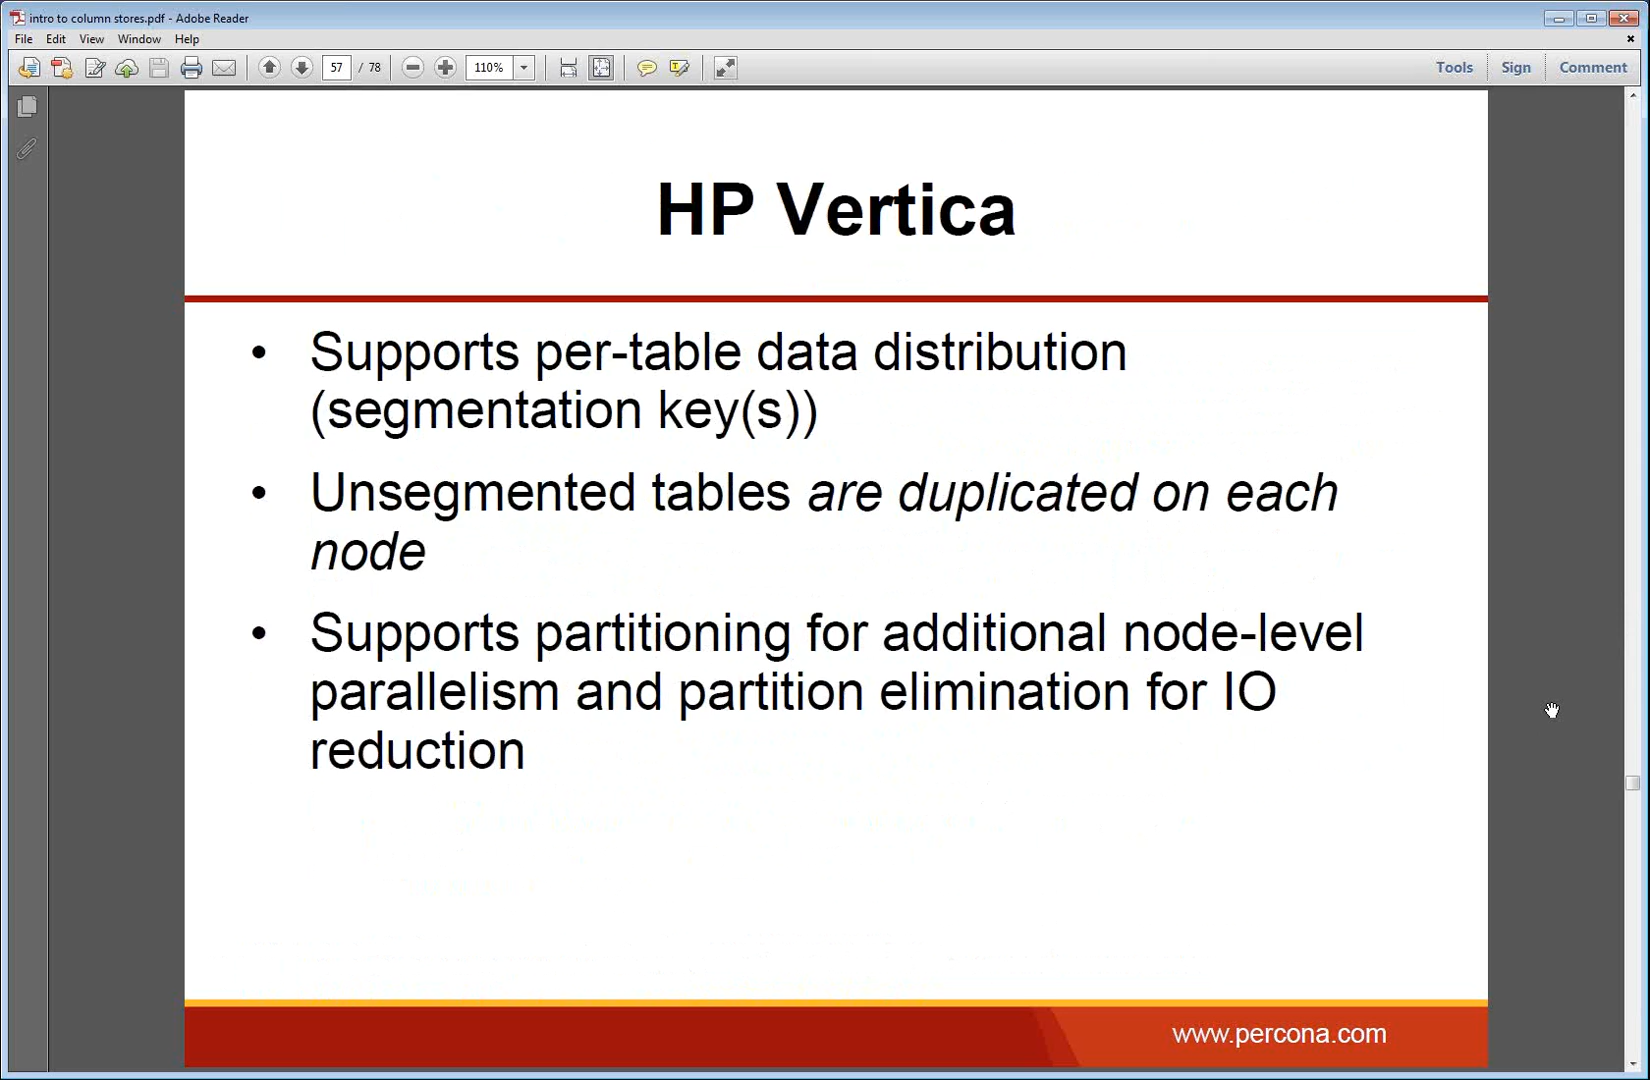 intro to column stores.pdf - Adobe Reader
File Edit View Window Help
57 / 78 110% Tools Sign Comment
HP Vertica
• Supports per-table data distribution
(segmentation key(s))
• Unsegmented tables are duplicated on each
node
• Supports partitioning for additional node-level
parallelism and partition elimination for IO
reduction
www.percona.com